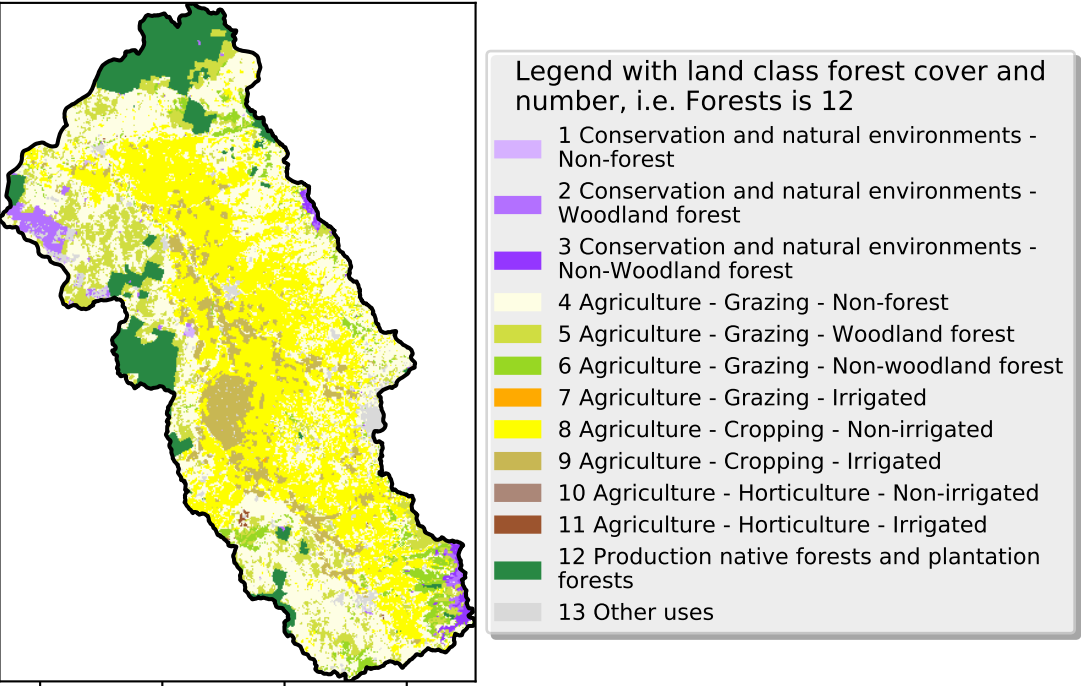 Legend with land class forest cover and
number, i.e. Forests is 12
1 Conservation and natural environments -
Non-forest
2 Conservation and natural environments -
Woodland forest
3 Conservation and natural environments -
Non-Woodland forest
4 Agriculture - Grazing - Non-forest
5 Agriculture - Grazing - Woodland forest
6 Agriculture - Grazing - Non-woodland forest
7 Agriculture - Grazing - Irrigated
8 Agriculture - Cropping - Non-irrigated
9 Agriculture - Cropping - Irrigated
10 Agriculture - Horticulture - Non-irrigated
11 Agriculture - Horticulture - Irrigated
12 Production native forests and plantation
forests
13 Other uses